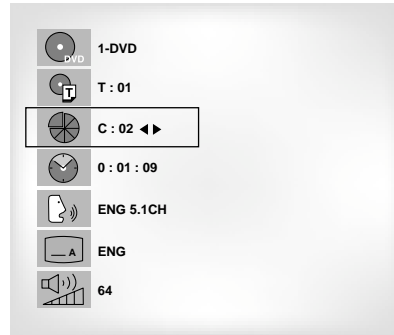 DVD 1-DVD
T T : 01
C : 02 ◄►
0 : 01 : 09
ENG 5.1CH
A ENG
64